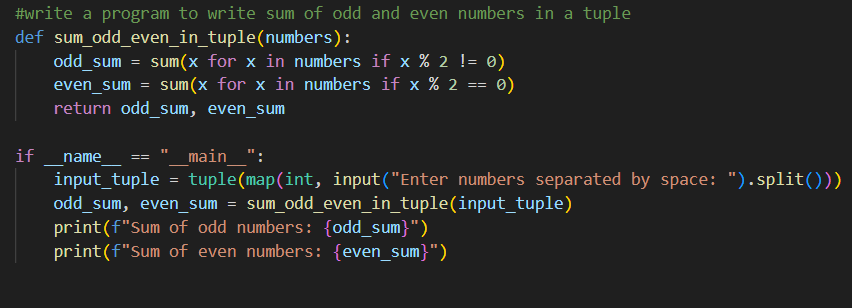 #write a program to write sum of odd and even numbers in a tuple
def sum_odd_even_in_tuple(numbers):
    odd_sum = sum(x for x in numbers if x % 2 != 0)
    even_sum = sum(x for x in numbers if x % 2 == 0)
    return odd_sum, even_sum

if __name__ == "__main__":
    input_tuple = tuple(map(int, input("Enter numbers separated by space: ").split()))
    odd_sum, even_sum = sum_odd_even_in_tuple(input_tuple)
    print(f"Sum of odd numbers: {odd_sum}")
    print(f"Sum of even numbers: {even_sum}")